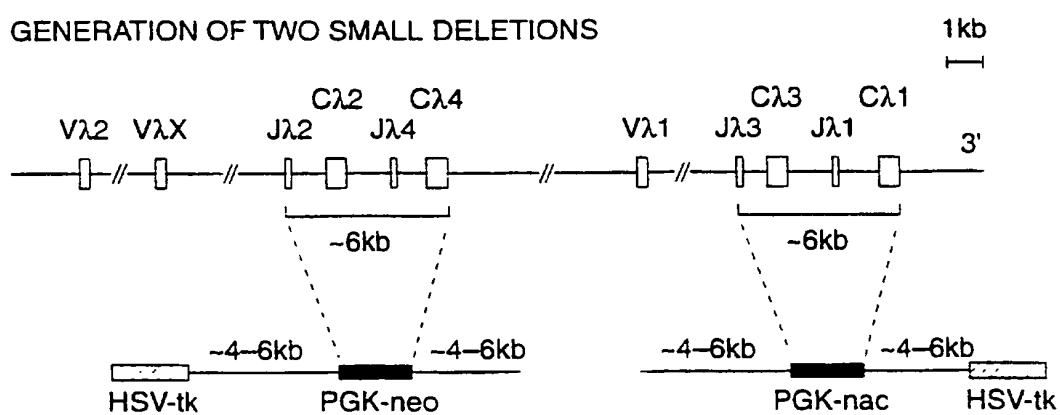 GENERATION OF TWO SMALL DELETIONS
1kb
Cλ2 Cλ4 Cλ3 Cλ1
Vλ2 VλX Jλ2 Jλ4 Vλ1 Jλ3 Jλ1 3'
~6kb ~6kb
~4–6kb ~4–6kb ~4–6kb ~4–6kb
HSV-tk PGK-neo PGK-nac HSV-tk